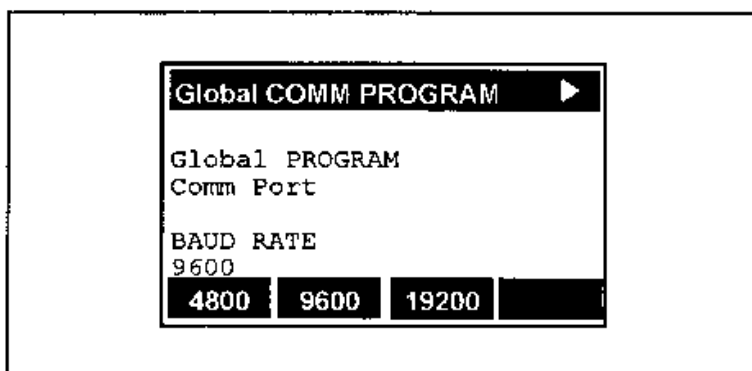 Global COMM PROGRAM
Global PROGRAM
Comm Port
BAUD RATE
9600
4800 9600 19200